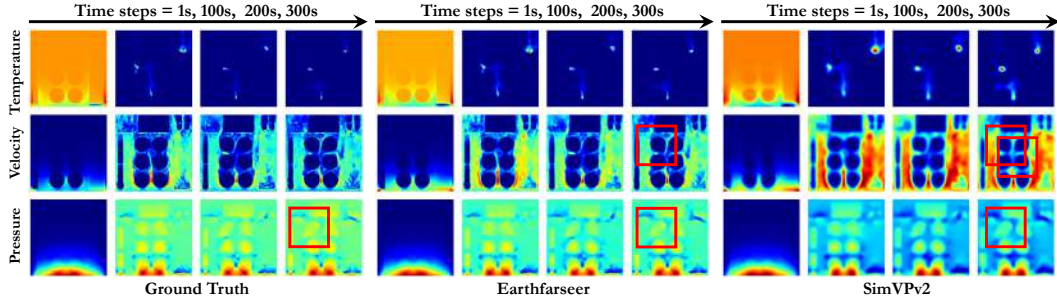 Time steps = 1s, 100s, 200s, 300s
Time steps = 1s, 100s, 200s, 300s
Time steps = 1s, 100s, 200s, 300s
Temperature
Velocity
Pressure
Ground Truth
Earthfarseer
SimVPv2